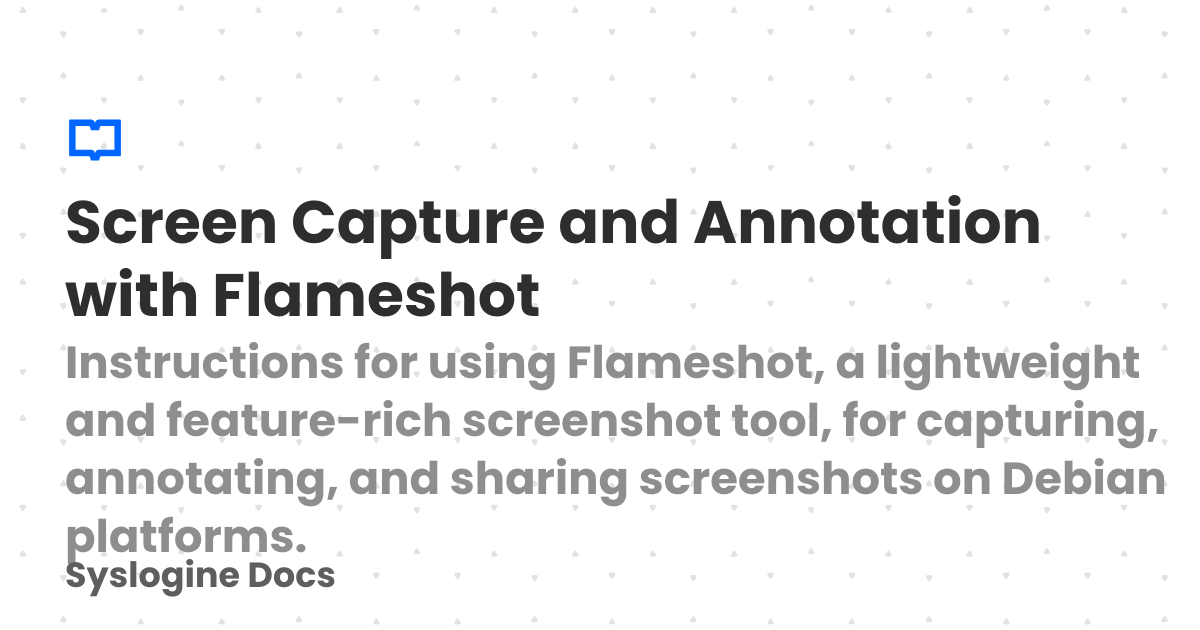 Screen Capture and Annotation
with Flameshot
Instructions for using Flameshot, a lightweight
and feature-rich screenshot tool, for capturing,
annotating, and sharing screenshots on Debian
platforms.
Syslogine Docs